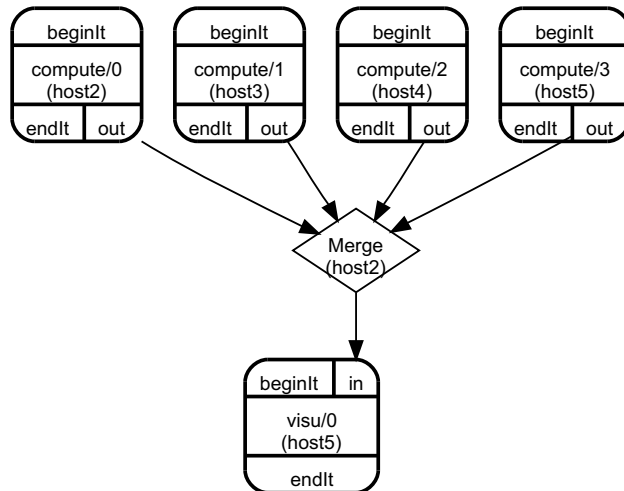 beginIt
compute/0
(host2)
endIt
out
beginIt
compute/1
(host3)
endIt
out
beginIt
compute/2
(host4)
endIt
out
beginIt
compute/3
(host5)
endIt
out
Merge
(host2)
beginIt
in
visu/0
(host5)
endIt